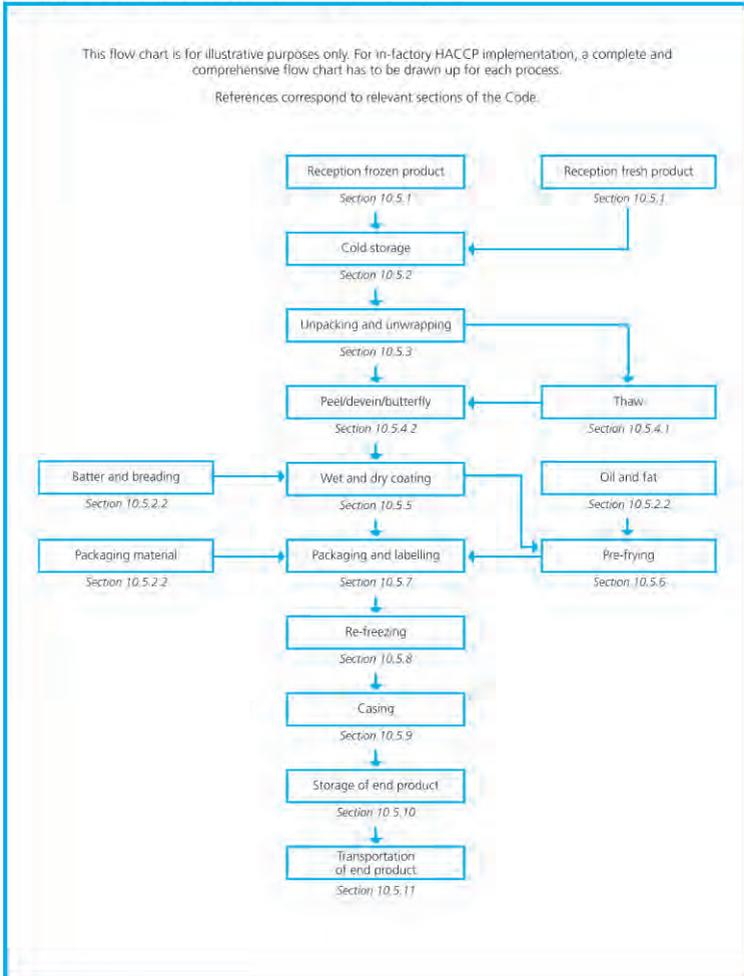 This flow chart is for illustrative purposes only. For in-factory HACCP implementation, a complete and
comprehensive flow chart has to be drawn up for each process.
References correspond to relevant sections of the Code.
Reception frozen product
Section 10.5.1
Reception fresh product
Section 10.5.1
Cold storage
Section 10.5.2
Unpacking and unwrapping
Section 10.5.3
Peel/devein/butterfly
Section 10.5.4.2
Thaw
Section 10.5.4.1
Batter and breading
Section 10.5.2.2
Wet and dry coating
Section 10.5.5
Oil and fat
Section 10.5.2.2
Packaging material
Section 10.5.2.2
Packaging and labelling
Section 10.5.7
Pre-frying
Section 10.5.6
Re-freezing
Section 10.5.8
Casing
Section 10.5.9
Storage of end product
Section 10.5.10
Transportation
of end product
Section 10.5.11